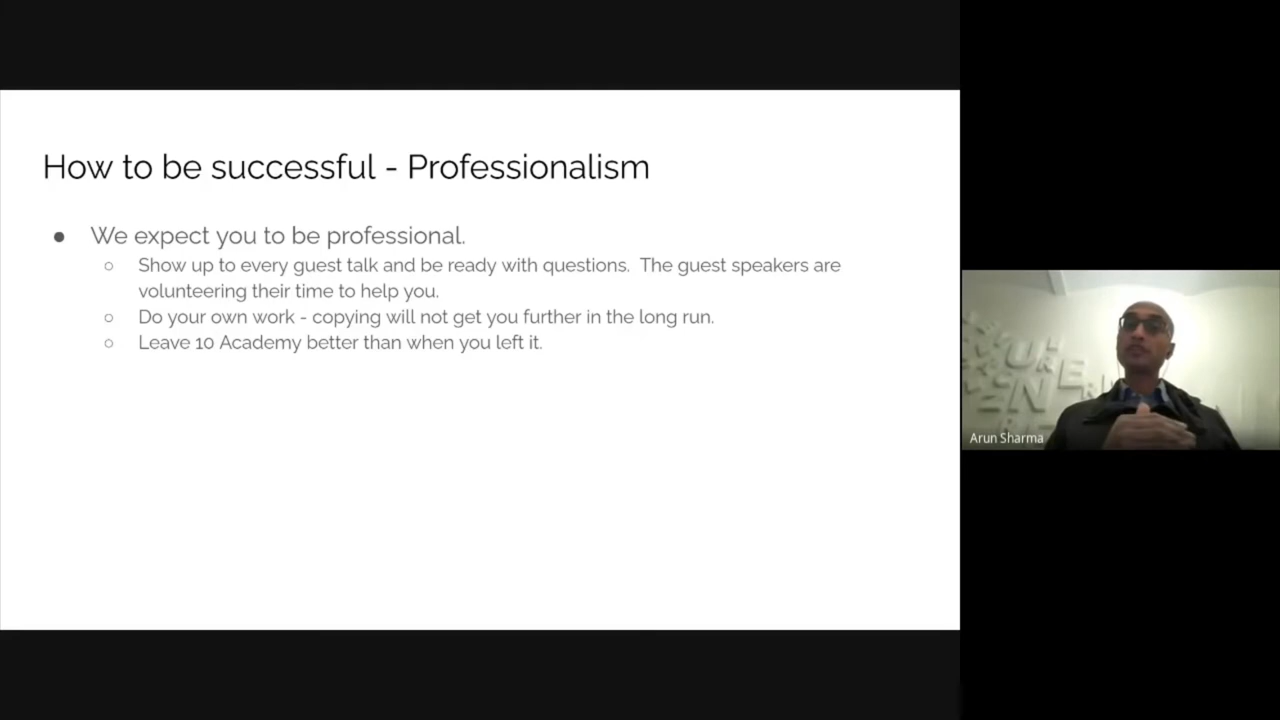 How to be successful - Professionalism
● We expect you to be professional.
○ Show up to every guest talk and be ready with questions.  The guest speakers are
volunteering their time to help you.
○ Do your own work - copying will not get you further in the long run.
○ Leave 10 Academy better than when you left it.
Arun Sharma